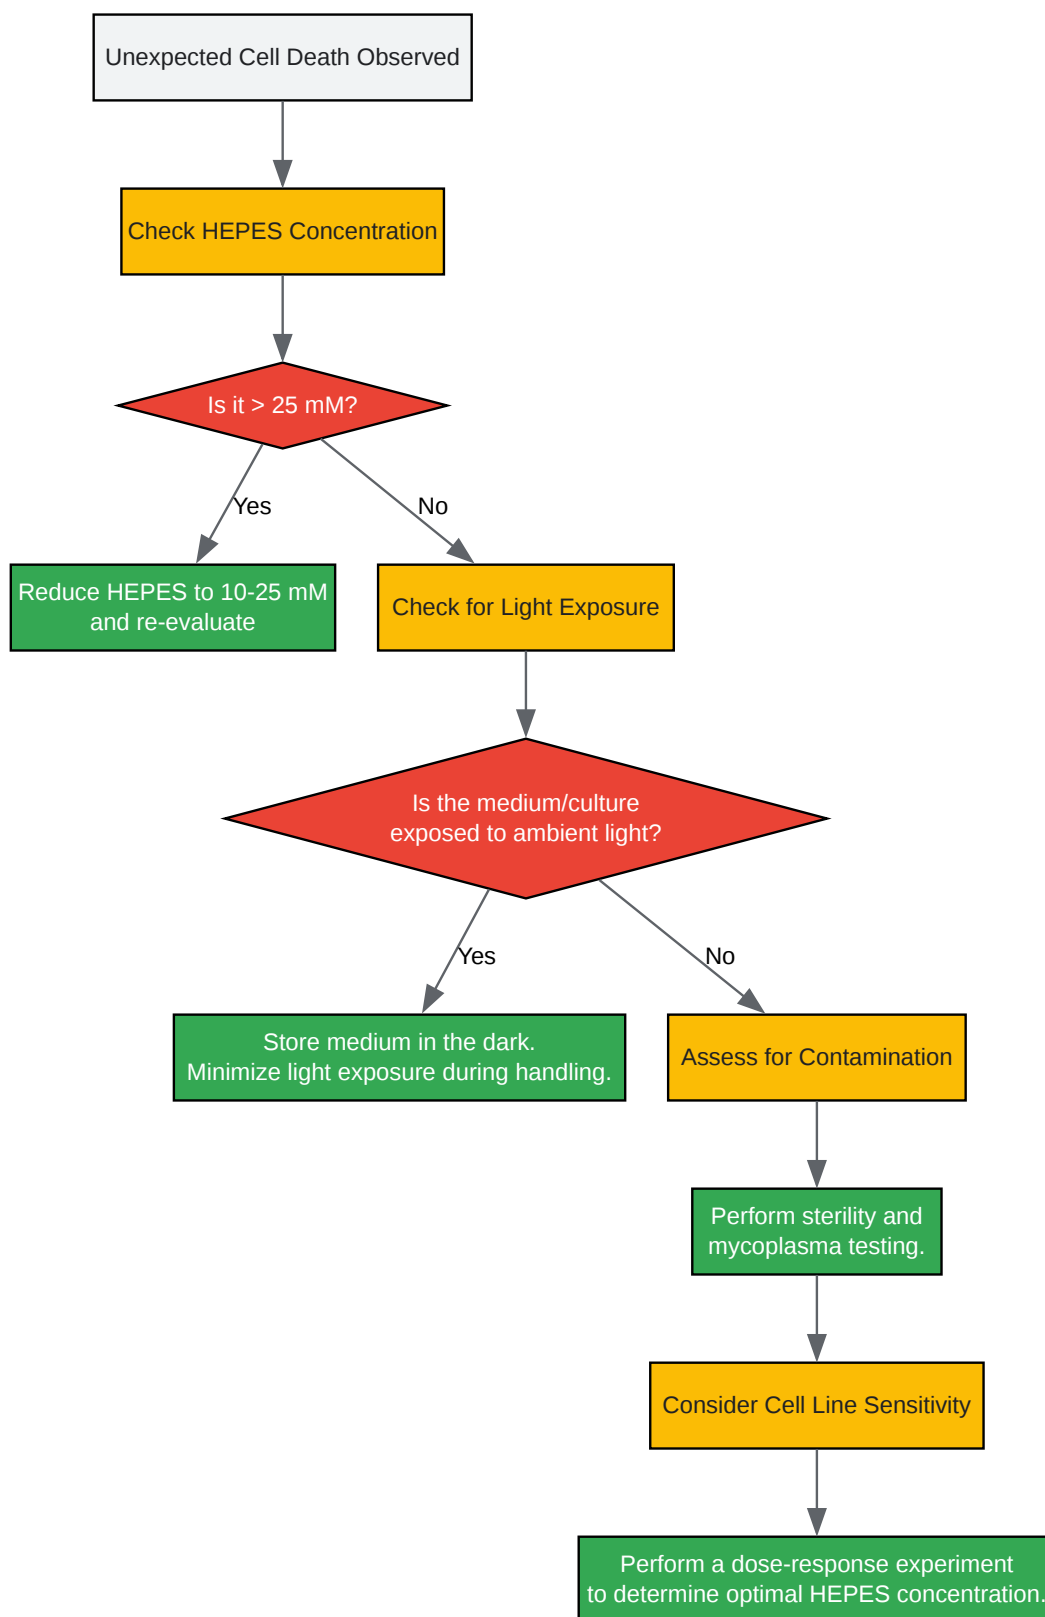 Unexpected Cell Death Observed
Check HEPES Concentration
Is it > 25 mM?
Yes
No
Reduce HEPES to 10-25 mM
and re-evaluate
Check for Light Exposure
Is the medium/culture
exposed to ambient light?
Yes
No
Store medium in the dark.
Minimize light exposure during handling.
Assess for Contamination
Perform sterility and
mycoplasma testing.
Consider Cell Line Sensitivity
Perform a dose-response experiment
to determine optimal HEPES concentration.